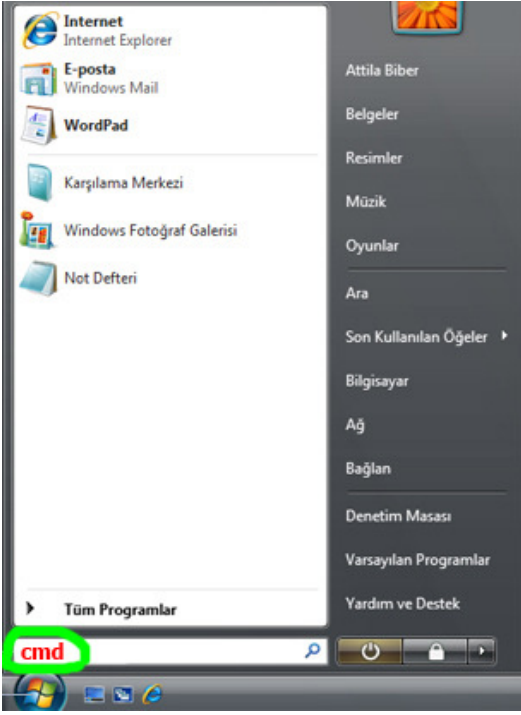 Internet
Internet Explorer
E-posta
Windows Mail
WordPad
Karşılama Merkezi
Windows Fotoğraf Galerisi
Not Defteri
Tüm Programlar
cmd
Attila Biber
Belgeler
Resimler
Müzik
Oyunlar
Ara
Son Kullanılan Öğeler
Bilgisayar
Ağ
Bağlan
Denetim Masası
Varsayılan Programlar
Yardım ve Destek